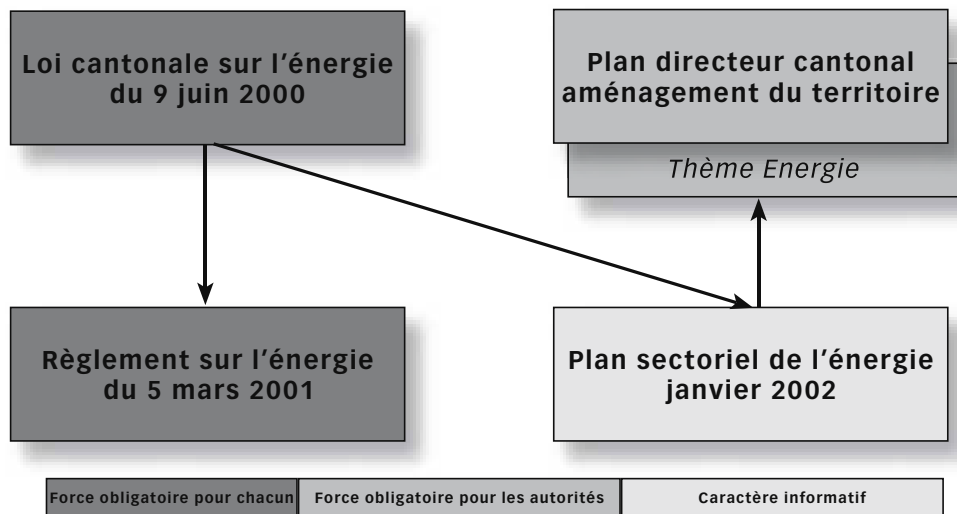 Loi cantonale sur l'énergie
du 9 juin 2000
Plan directeur cantonal
aménagement du territoire
Thème Energie
Règlement sur l'énergie
du 5 mars 2001
Plan sectoriel de l'énergie
janvier 2002
Force obligatoire pour chacun
Force obligatoire pour les autorités
Caractère informatif